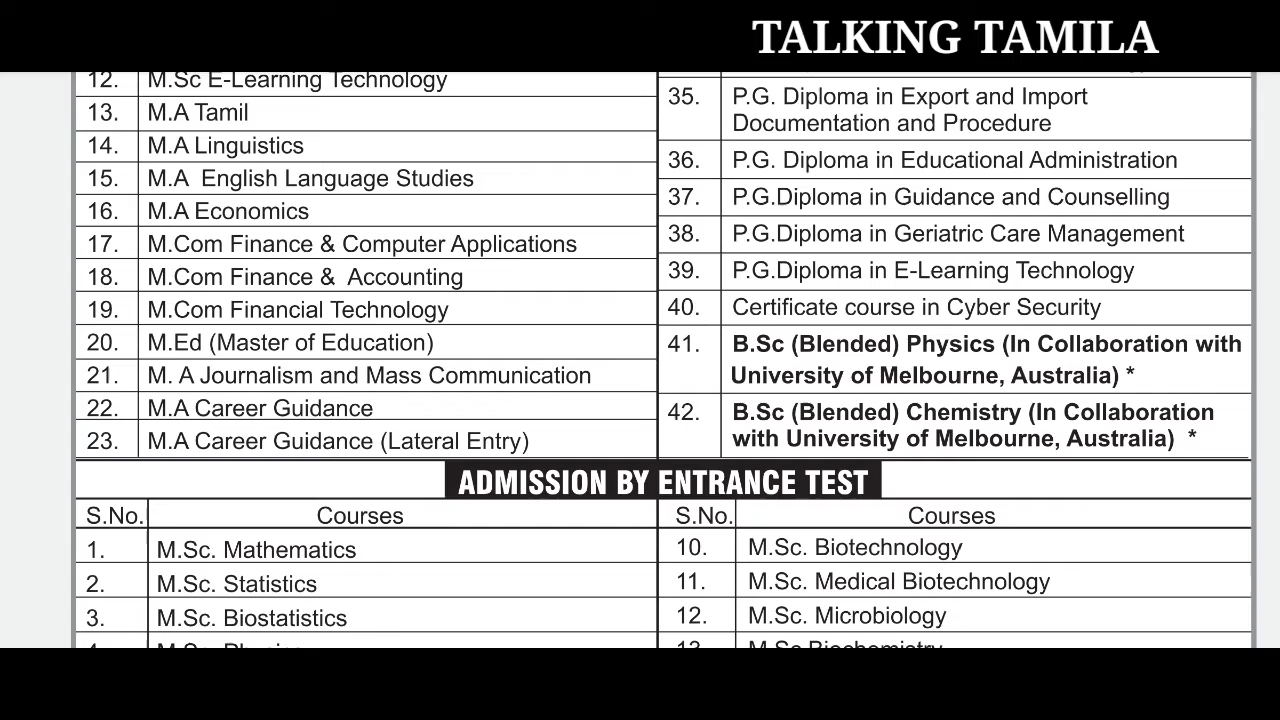 TALKING TAMILA
12. M.Sc E-Learning Technology
13. M.A Tamil
14. M.A Linguistics
15. M.A English Language Studies
16. M.A Economics
17. M.Com Finance & Computer Applications
18. M.Com Finance & Accounting
19. M.Com Financial Technology
20. M.Ed (Master of Education)
21. M. A Journalism and Mass Communication
22. M.A Career Guidance
23. M.A Career Guidance (Lateral Entry)
35. P.G. Diploma in Export and Import
Documentation and Procedure
36. P.G. Diploma in Educational Administration
37. P.G.Diploma in Guidance and Counselling
38. P.G.Diploma in Geriatric Care Management
39. P.G.Diploma in E-Learning Technology
40. Certificate course in Cyber Security
41. B.Sc (Blended) Physics (In Collaboration with
University of Melbourne, Australia) *
42. B.Sc (Blended) Chemistry (In Collaboration
with University of Melbourne, Australia) *
ADMISSION BY ENTRANCE TEST
S.No. Courses
1. M.Sc. Mathematics
2. M.Sc. Statistics
3. M.Sc. Biostatistics
4. M.Sc. Physics
S.No. Courses
10. M.Sc. Biotechnology
11. M.Sc. Medical Biotechnology
12. M.Sc. Microbiology
13. M.Sc Biochemistry